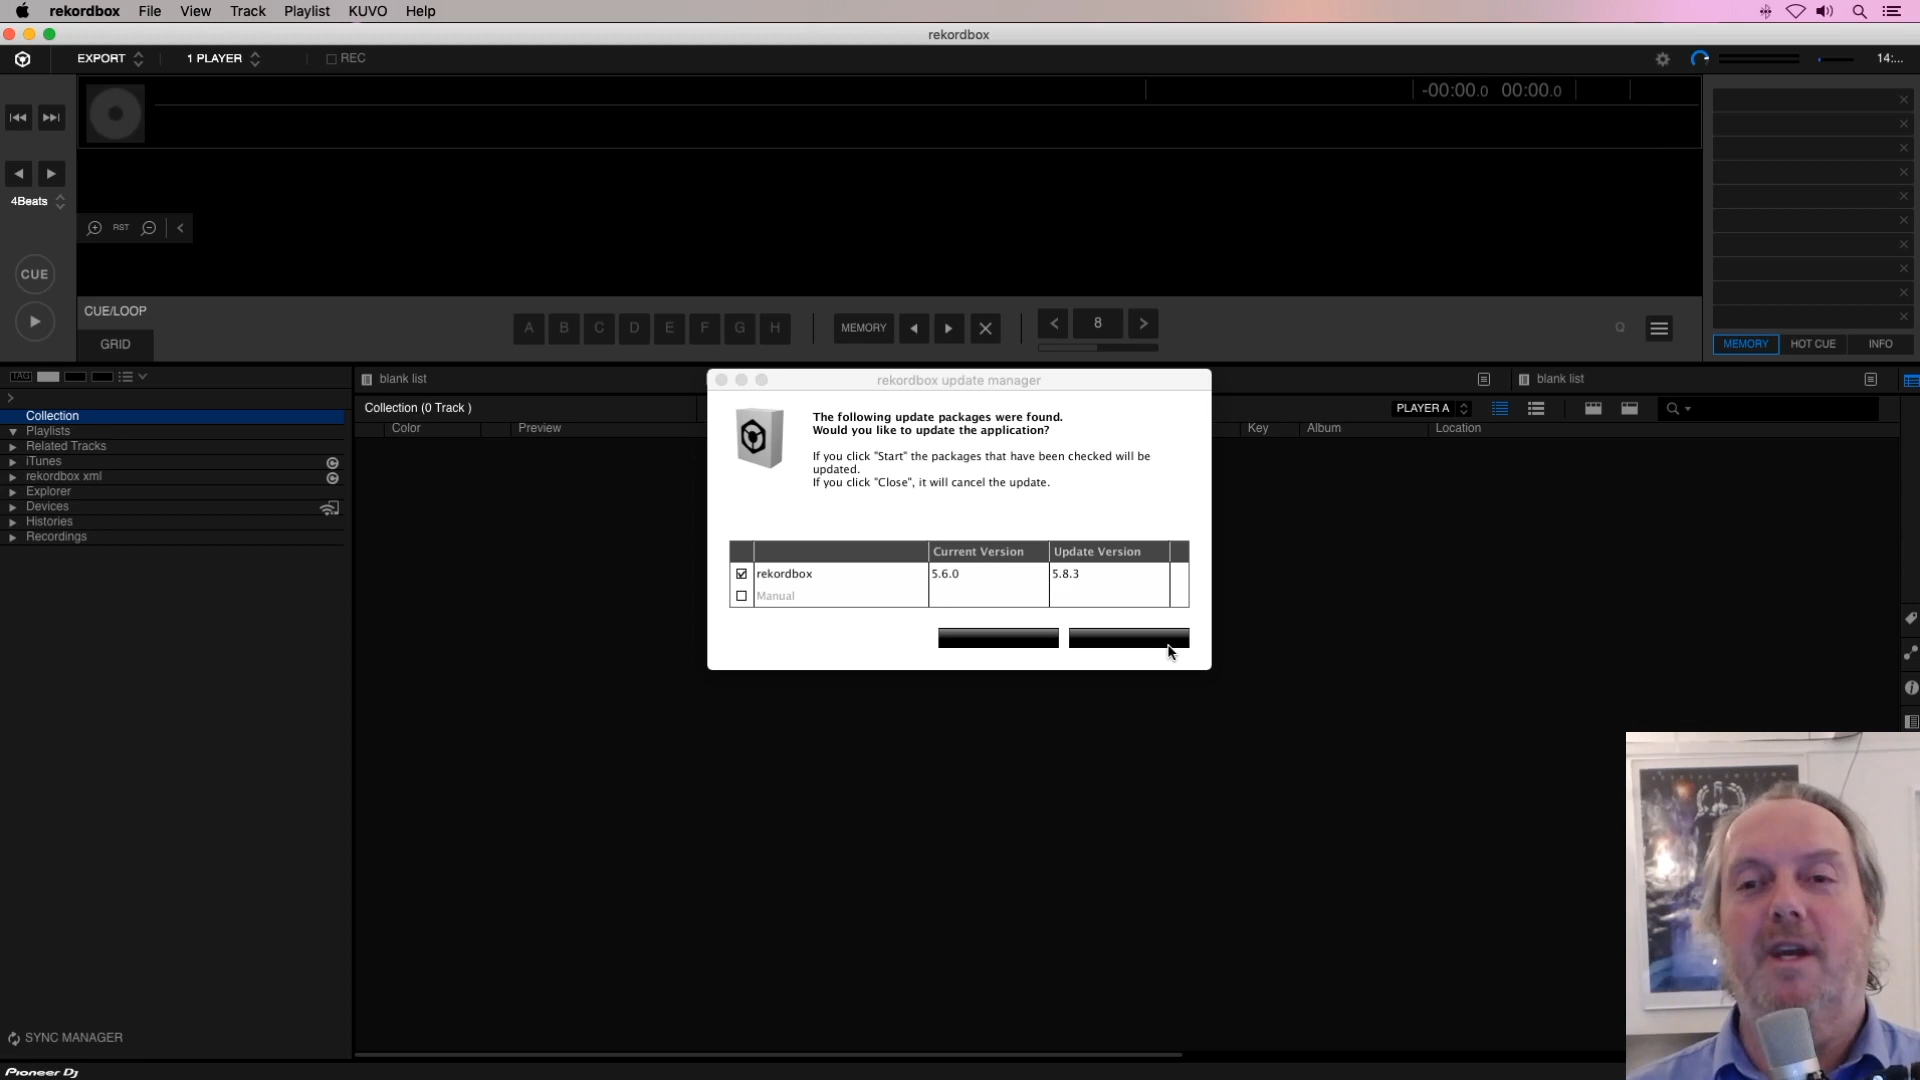 rekordbox File View Track Playlist KUVO Help
rekordbox
EXPORT 1 PLAYER REC 14:...
-00:00.0 00:00.0
4Beats
RST
CUE
CUE/LOOP
GRID
A B C D E F G H MEMORY 8 Q
MEMORY HOT CUE INFO
TAG
blank list
blank list
Collection (0 Track )
PLAYER A
Color Preview Key Album Location
Collection
Playlists
Related Tracks
iTunes
rekordbox xml
Explorer
Devices
Histories
Recordings
rekordbox update manager
The following update packages were found.
Would you like to update the application?
If you click "Start" the packages that have been checked will be
updated.
If you click "Close", it will cancel the update.
Current Version Update Version
rekordbox 5.6.0 5.8.3
Manual
SYNC MANAGER
Pioneer Dj